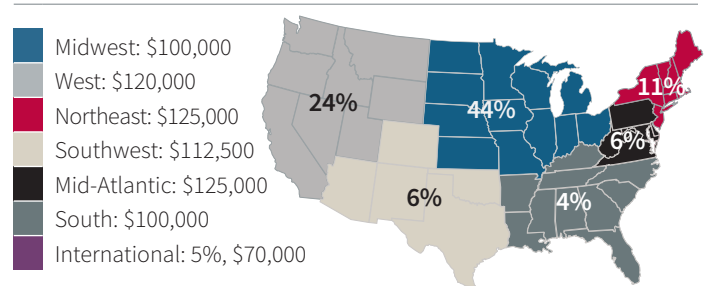 Midwest: $100,000
West: $120,000
Northeast: $125,000
Southwest: $112,500
Mid-Atlantic: $125,000
South: $100,000
International: 5%, $70,000
24%
44%
11%
6%
6%
4%